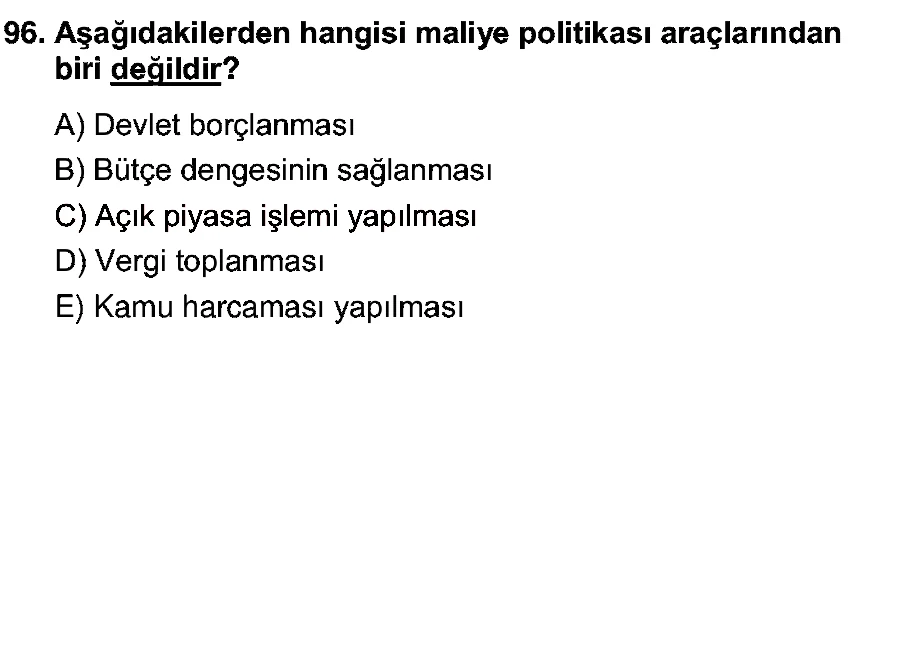 96. Aşağıdakilerden hangisi maliye politikası araçlarından
biri değildir?
A) Devlet borçlanması
B) Bütçe dengesinin sağlanması
C) Açık piyasa işlemi yapılması
D) Vergi toplanması
E) Kamu harcaması yapılması